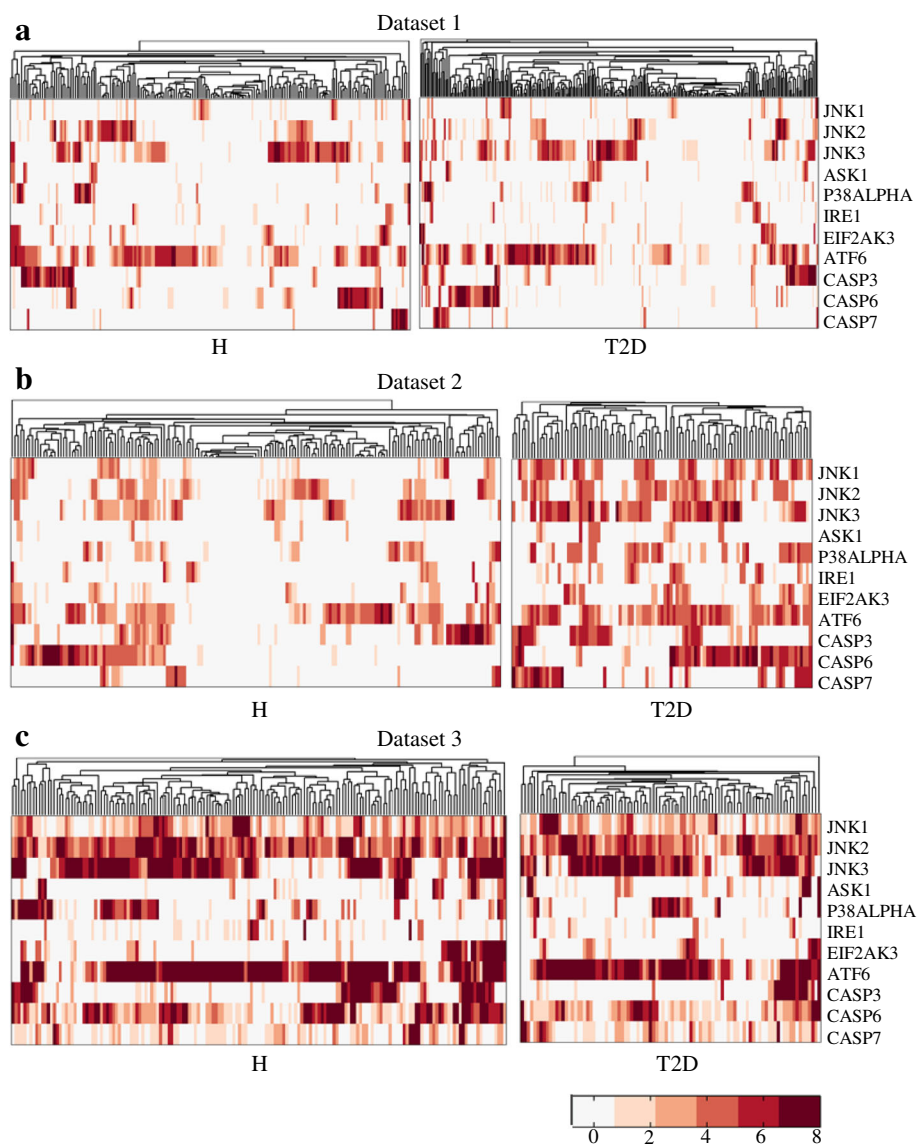 a
Dataset 1
JNK1
JNK2
JNK3
ASK1
P38ALPHA
IRE1
EIF2AK3
ATF6
CASP3
CASP6
CASP7
H
T2D
b
Dataset 2
JNK1
JNK2
JNK3
ASK1
P38ALPHA
IRE1
EIF2AK3
ATF6
CASP3
CASP6
CASP7
H
T2D
c
Dataset 3
JNK1
JNK2
JNK3
ASK1
P38ALPHA
IRE1
EIF2AK3
ATF6
CASP3
CASP6
CASP7
H
T2D
0 2 4 6 8